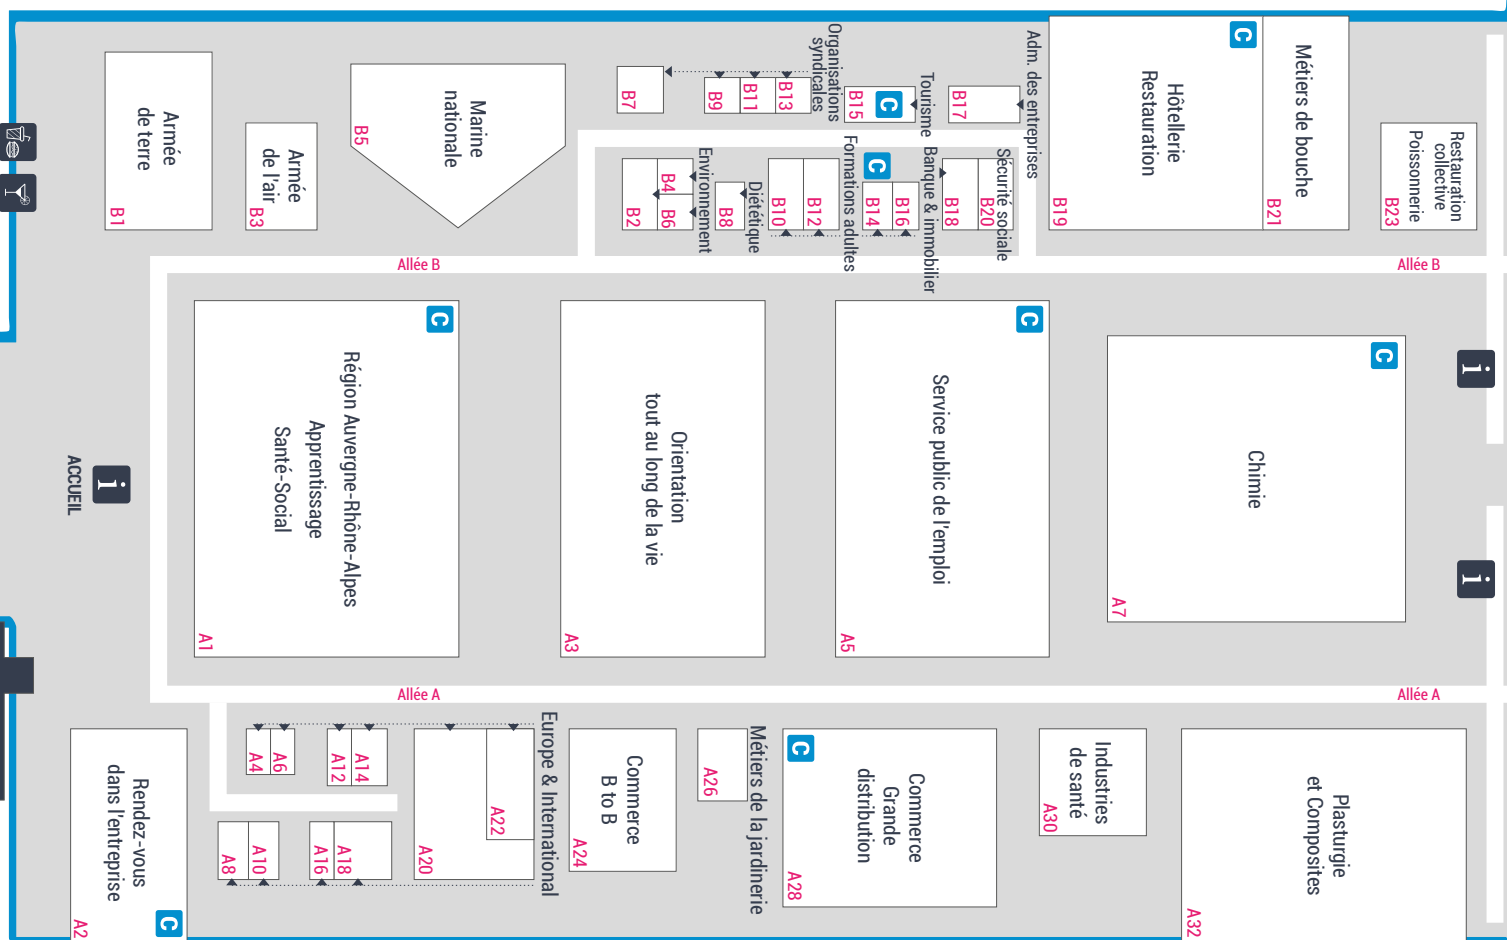 Armée
de terre
B1
Armée
de l'air
B3
Marine
nationale
B5
Organisations
syndicales
B7
B9
B11
B13
Tourisme
C
B15
Adm. des entreprises
B17
C
Hôtellerie
Restauration
B19
Métiers de bouche
B21
Restauration
collective
Poissonnerie
B23
Environnement
B2
B4
B6
Diététique
B8
Formations adultes
B10
B12
C
B14
B16
Banque & immobilier
B18
Sécurité sociale
B20
Allée B
Allée B
C
Région Auvergne-Rhône-Alpes
Apprentissage
Santé-Social
A1
Orientation
tout au long de la vie
A3
C
Service public de l'emploi
A5
C
Chimie
A7
i
i
i
ACCUEIL
Allée A
Allée A
Rendez-vous
dans l'entreprise
C
A2
A4
A6
A12
A14
A8
A10
A16
A18
A20
A22
Europe & International
Commerce
B to B
A24
A26
Métiers de la jardinerie
C
Commerce
Grande
distribution
A28
Industries
de santé
A30
Plasturgie
et Composites
A32